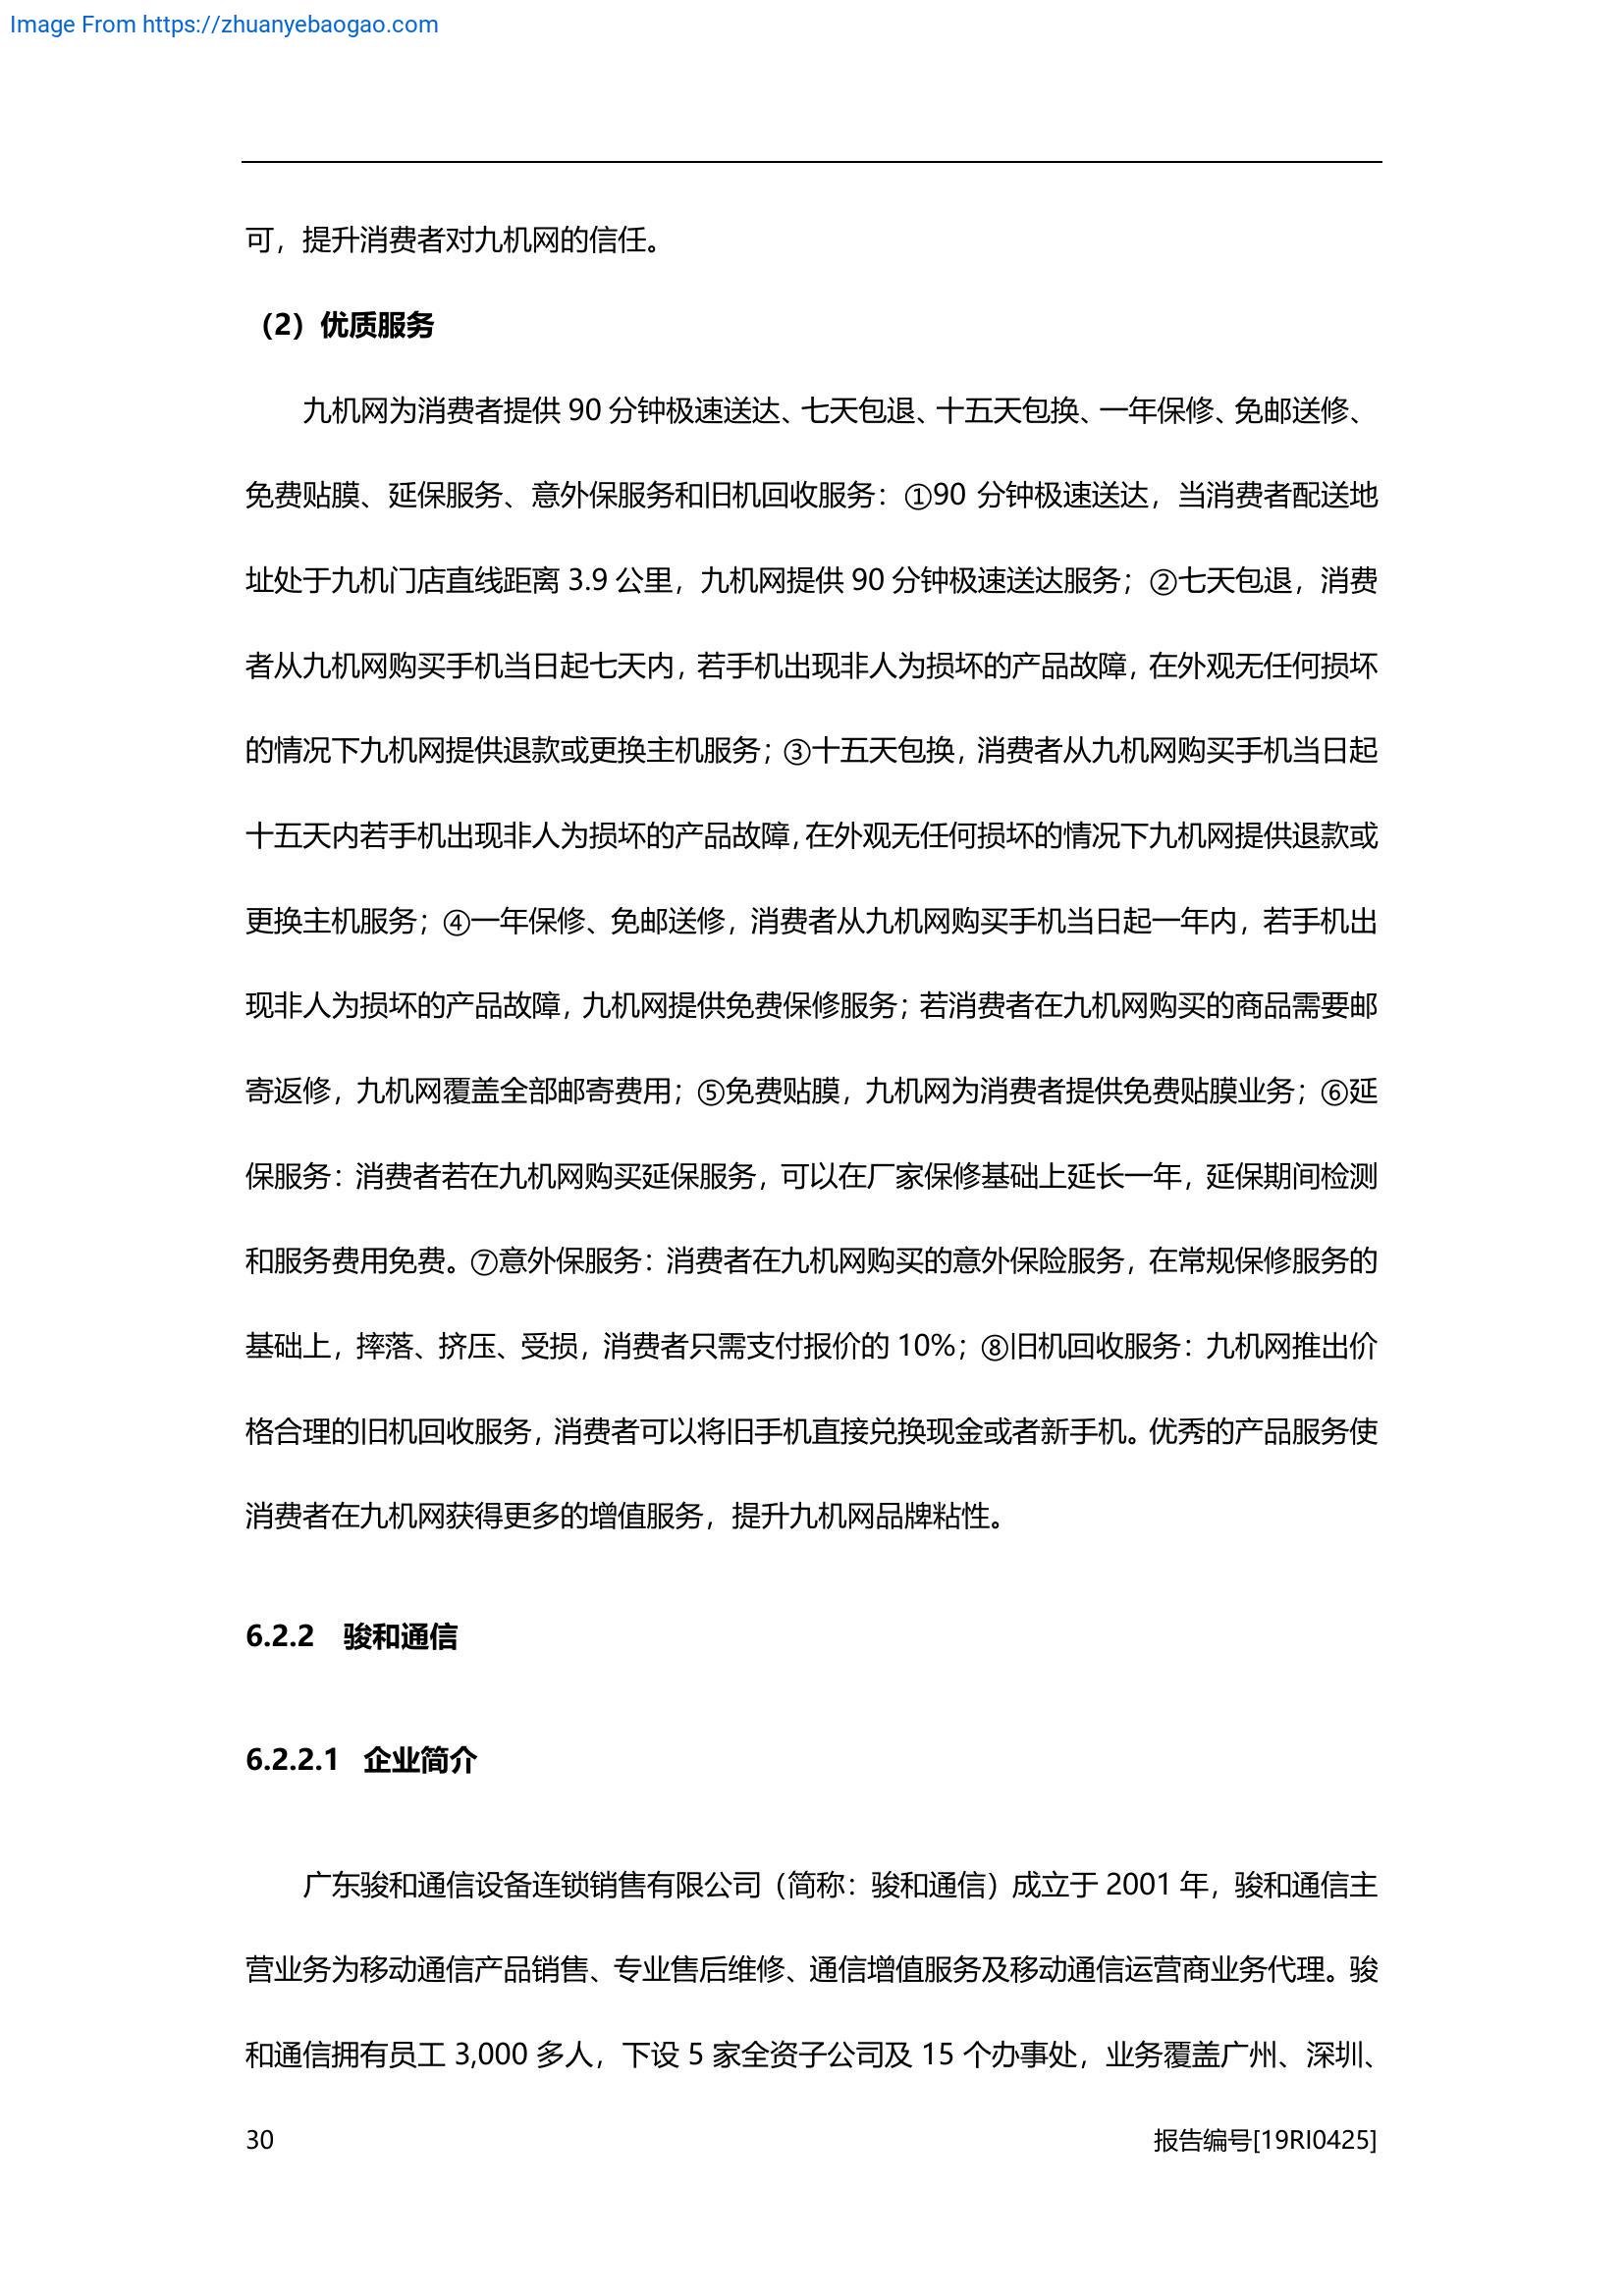 Image From https://zhuanyebaogao.com
可，提升消费者对九机网的信任。
（2）优质服务
九机网为消费者提供 90 分钟极速送达、七天包退、十五天包换、一年保修、免邮送修、
免费贴膜、延保服务、意外保服务和旧机回收服务：①90 分钟极速送达，当消费者配送地
址处于九机门店直线距离 3.9 公里，九机网提供 90 分钟极速送达服务；②七天包退，消费
者从九机网购买手机当日起七天内，若手机出现非人为损坏的产品故障，在外观无任何损坏
的情况下九机网提供退款或更换主机服务；③十五天包换，消费者从九机网购买手机当日起
十五天内若手机出现非人为损坏的产品故障，在外观无任何损坏的情况下九机网提供退款或
更换主机服务；④一年保修、免邮送修，消费者从九机网购买手机当日起一年内，若手机出
现非人为损坏的产品故障，九机网提供免费保修服务；若消费者在九机网购买的商品需要邮
寄返修，九机网覆盖全部邮寄费用；⑤免费贴膜，九机网为消费者提供免费贴膜业务；⑥延
保服务：消费者若在九机网购买延保服务，可以在厂家保修基础上延长一年，延保期间检测
和服务费用免费。⑦意外保服务：消费者在九机网购买的意外保险服务，在常规保修服务的
基础上，摔落、挤压、受损，消费者只需支付报价的 10%；⑧旧机回收服务：九机网推出价
格合理的旧机回收服务，消费者可以将旧手机直接兑换现金或者新手机。优秀的产品服务使
消费者在九机网获得更多的增值服务，提升九机网品牌粘性。
6.2.2 骏和通信
6.2.2.1 企业简介
广东骏和通信设备连锁销售有限公司（简称：骏和通信）成立于 2001 年，骏和通信主
营业务为移动通信产品销售、专业售后维修、通信增值服务及移动通信运营商业务代理。骏
和通信拥有员工 3,000 多人，下设 5 家全资子公司及 15 个办事处，业务覆盖广州、深圳、
30 报告编号[19RI0425]